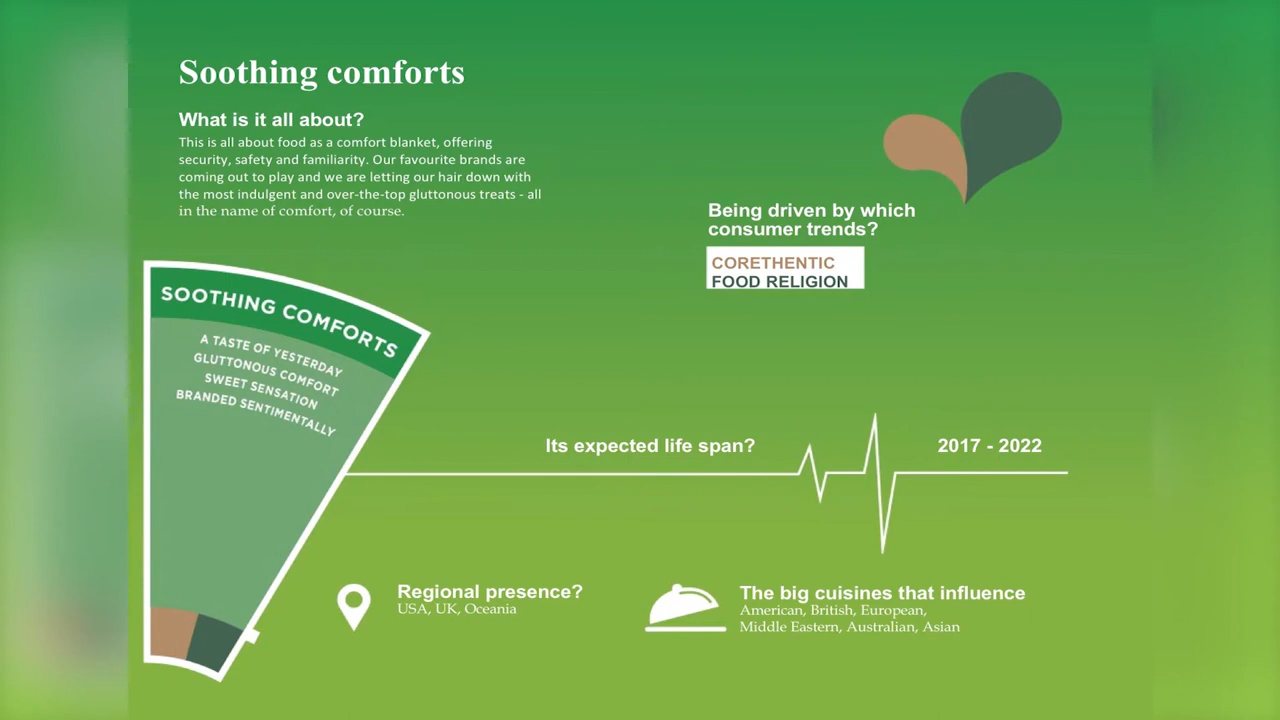 Soothing comforts
What is it all about?
This is all about food as a comfort blanket, offering
security, safety and familiarity. Our favourite brands are
coming out to play and we are letting our hair down with
the most indulgent and over-the-top gluttonous treats - all
in the name of comfort, of course.
Being driven by which
consumer trends?
CORETHENTIC
FOOD RELIGION
SOOTHING COMFORTS
A TASTE OF YESTERDAY
GLUTTONOUS COMFORT
SWEET SENSATION
BRANDED SENTIMENTALLY
Its expected life span?
2017 - 2022
Regional presence?
USA, UK, Oceania
The big cuisines that influence
American, British, European,
Middle Eastern, Australian, Asian